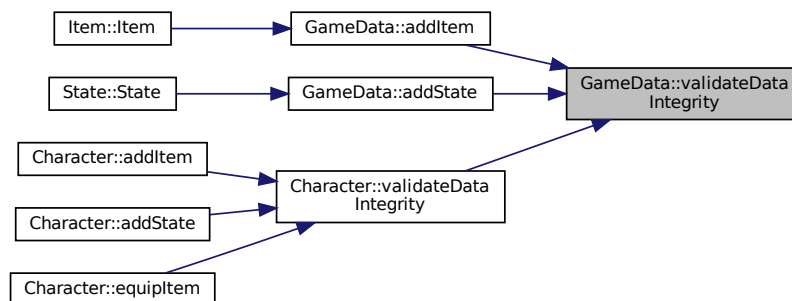 Item::Item
GameData::addItem
GameData::validateData
Integrity
State::State
GameData::addState
Character::addItem
Character::validateData
Integrity
Character::addState
Character::equipItem